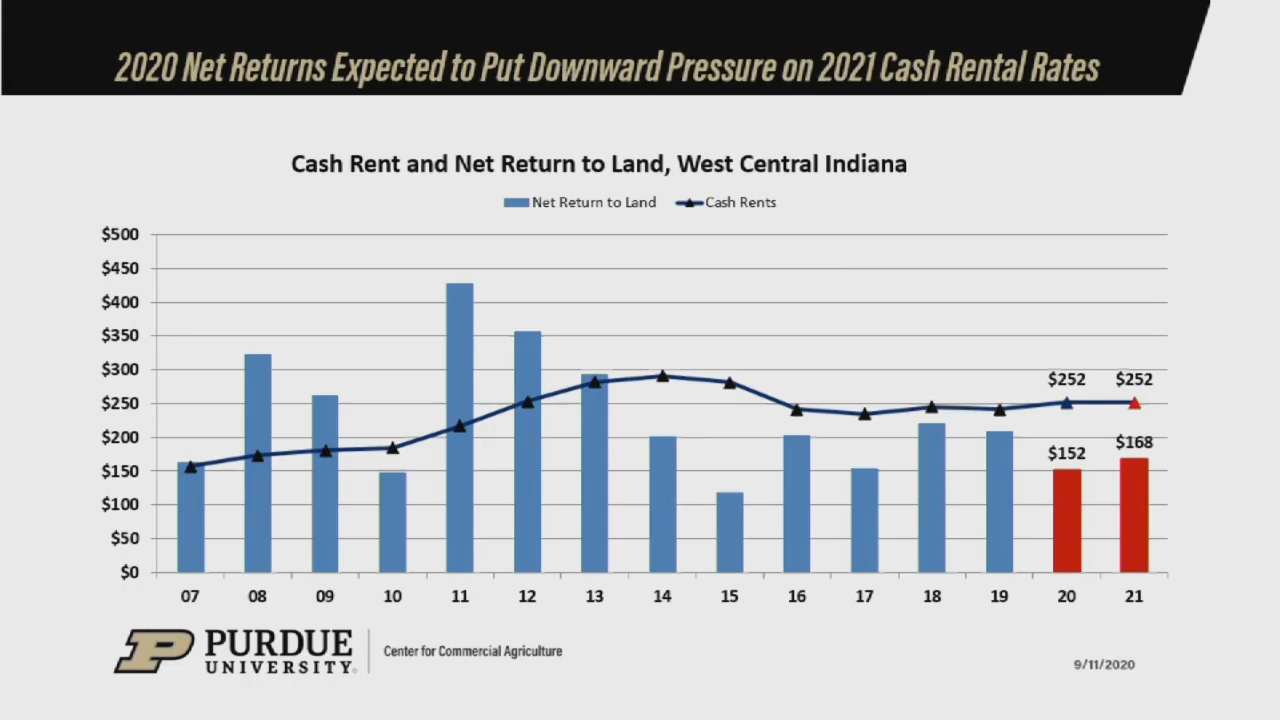 2020 Net Returns Expected to Put Downward Pressure on 2021 Cash Rental Rates
Cash Rent and Net Return to Land, West Central Indiana
Net Return to Land Cash Rents
$500
$450
$400
$350
$300
$250
$200
$150
$100
$50
$0
$252 $252
$152 $168
07 08 09 10 11 12 13 14 15 16 17 18 19 20 21
PURDUE
UNIVERSITY®
Center for Commercial Agriculture
9/11/2020